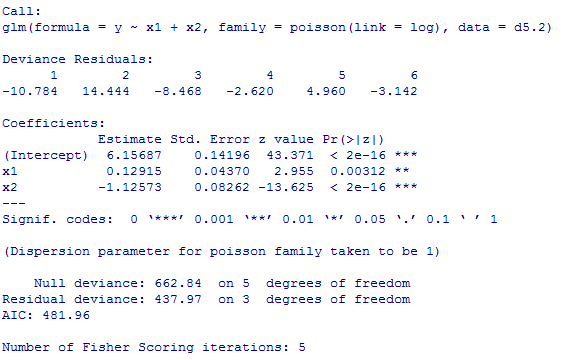 Call:
glm(formula = y ~ x1 + x2, family = poisson(link = log), data = d5.2)
Deviance Residuals:
1 2 3 4 5 6
-10.784 14.444 -8.468 -2.620 4.960 -3.142
Coefficients:
Estimate Std. Error z value Pr(>|z|)
(Intercept) 6.15687 0.14196 43.371 < 2e-16 ***
x1 0.12915 0.04370 2.955 0.00312 **
x2 -1.12573 0.08262 -13.625 < 2e-16 ***
---
Signif. codes: 0 ‘***’ 0.001 ‘**’ 0.01 ‘*’ 0.05 ‘.’ 0.1 ‘ ’ 1
(Dispersion parameter for poisson family taken to be 1)
Null deviance: 662.84 on 5 degrees of freedom
Residual deviance: 437.97 on 3 degrees of freedom
AIC: 481.96
Number of Fisher Scoring iterations: 5